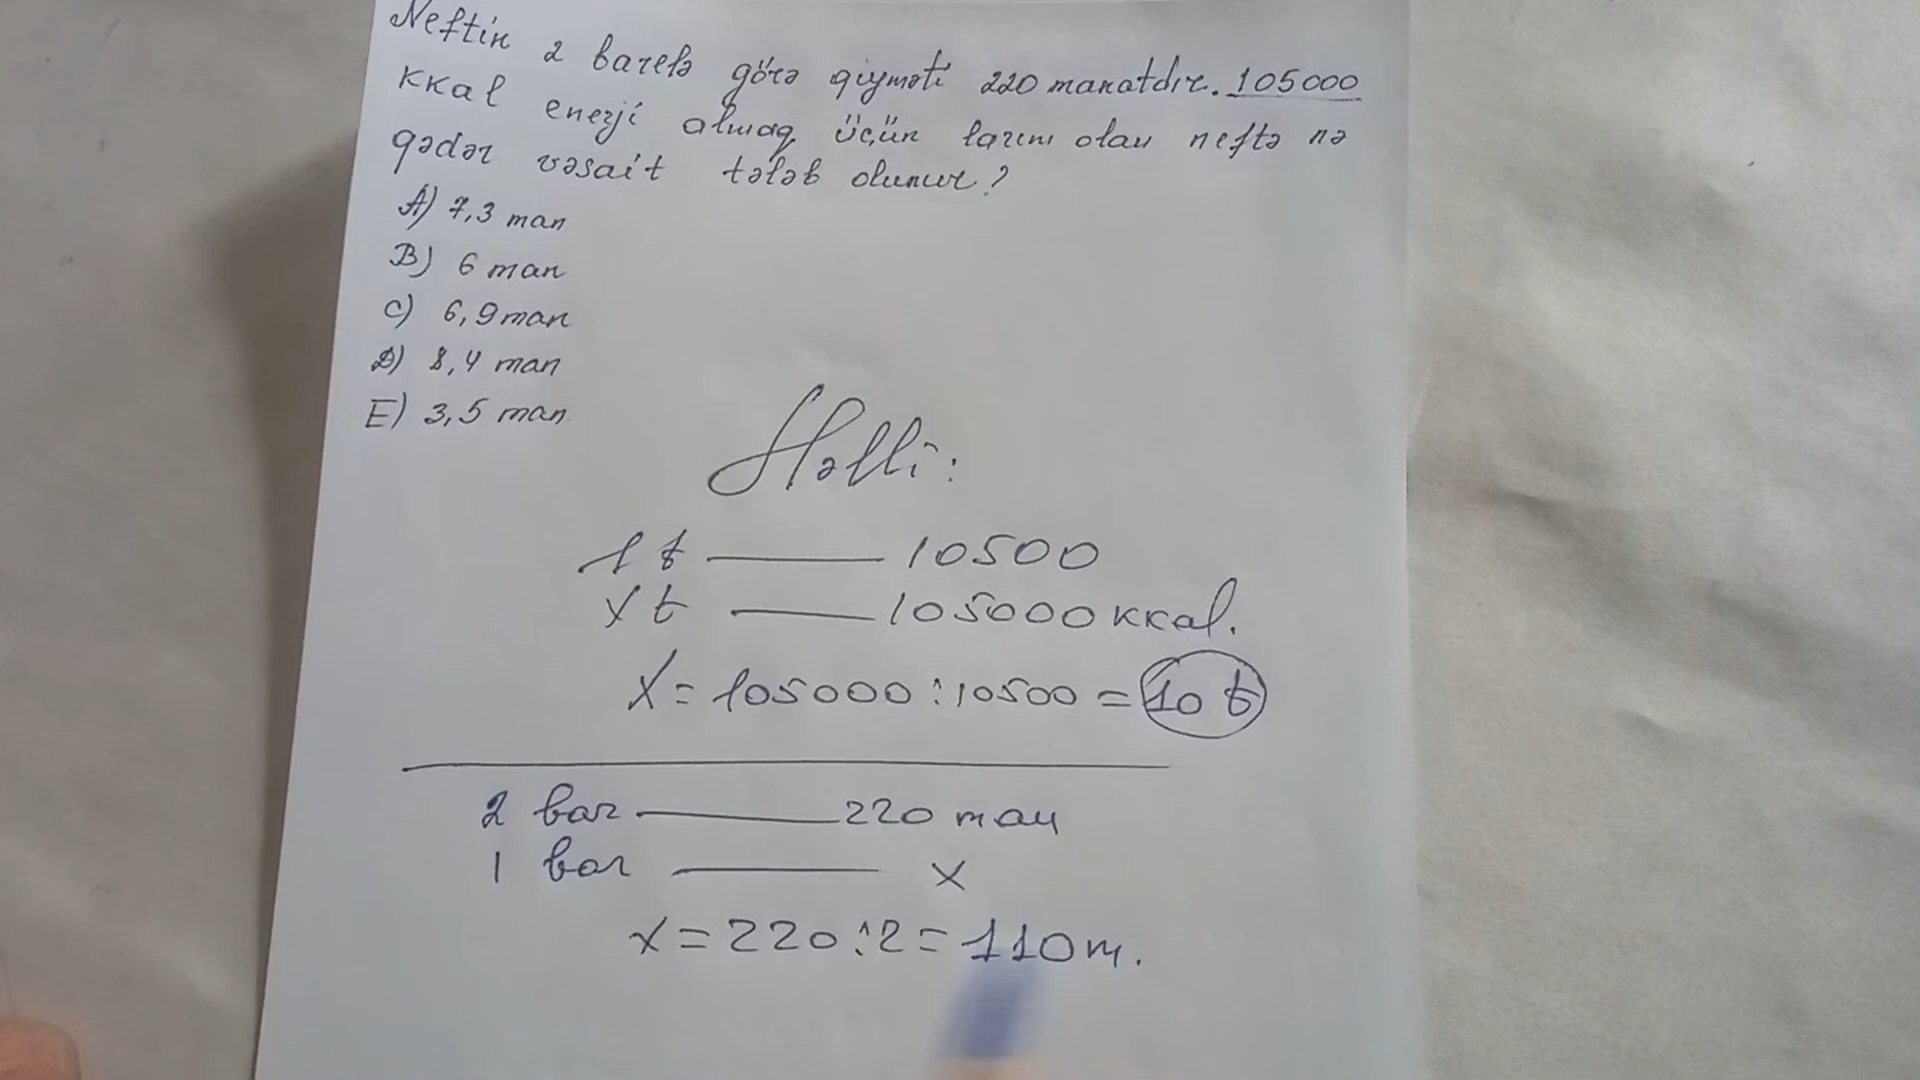 Neftin 2 barelə görə qiyməti 220 manatdır. 105000
kkal enerji almaq üçün lazım olan neftə nə
qədər vəsait tələb olunur?
A) 7,3 man
B) 6 man
C) 6,9 man
D) 8,4 man
E) 3,5 man
Həlli:
1 t — 10500
x t — 105000 kkal.
x = 105000 : 10500 = 10 t
2 bar — 220 man
1 bar — x
x = 220 : 2 = 110 m.